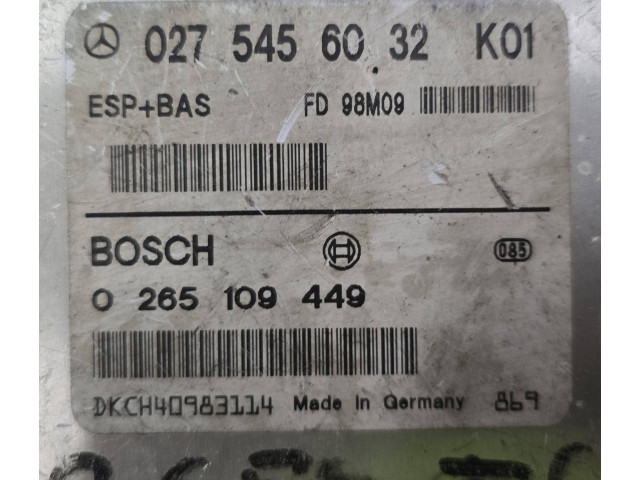 027 545 60 32 K01
ESP+BAS FD 98M09
BOSCH 085
0 265 109 449
DKCH40983114 Made in Germany 869